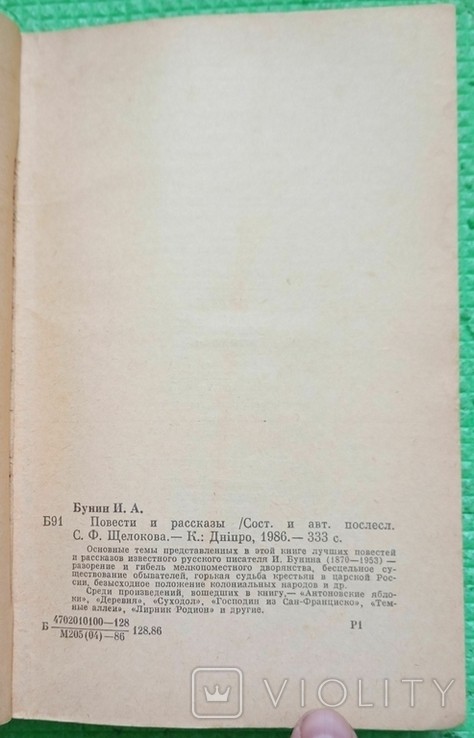 Бунин И. А.
Б91 Повести и рассказы /Сост. и авт. послесл.
С. Ф. Щелокова.— К.: Дніпро, 1986.— 333 с.
Основные темы представленных в этой книге лучших повестей
и рассказов известного русского писателя И. Бунина (1870—1953) —
разорение и гибель мелкопоместного дворянства, бесцельное су-
ществование обывателей, горькая судьба крестьян в царской Рос-
сии, безысходное положение колониальных народов и др.
Среди произведений, вошедших в книгу,— «Антоновские ябло-
ки», «Деревня», «Суходол», «Господин из Сан-Франциско», «Тем-
ные аллеи», «Лирник Родион» и другие.
Б 4702010100—128
М205(04)—86 128.86 Р1
VIOLITY